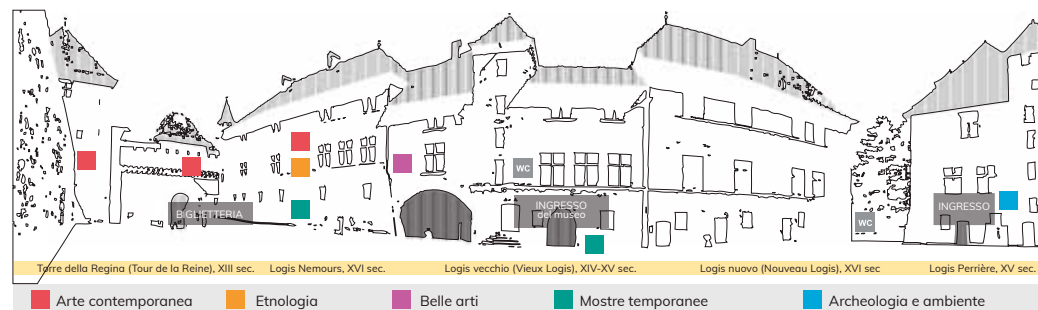 WC
BIGLIETTERIA
INGRESSO
del museo
INGRESSO
WC
Torre della Regina (Tour de la Reine), XIII sec.
Logis Nemours, XVI sec.
Logis vecchio (Vieux Logis), XIV-XV sec.
Logis nuovo (Nouveau Logis), XVI sec
Logis Perrière, XV sec.
Arte contemporanea
Etnologia
Belle arti
Mostre temporanee
Archeologia e ambiente